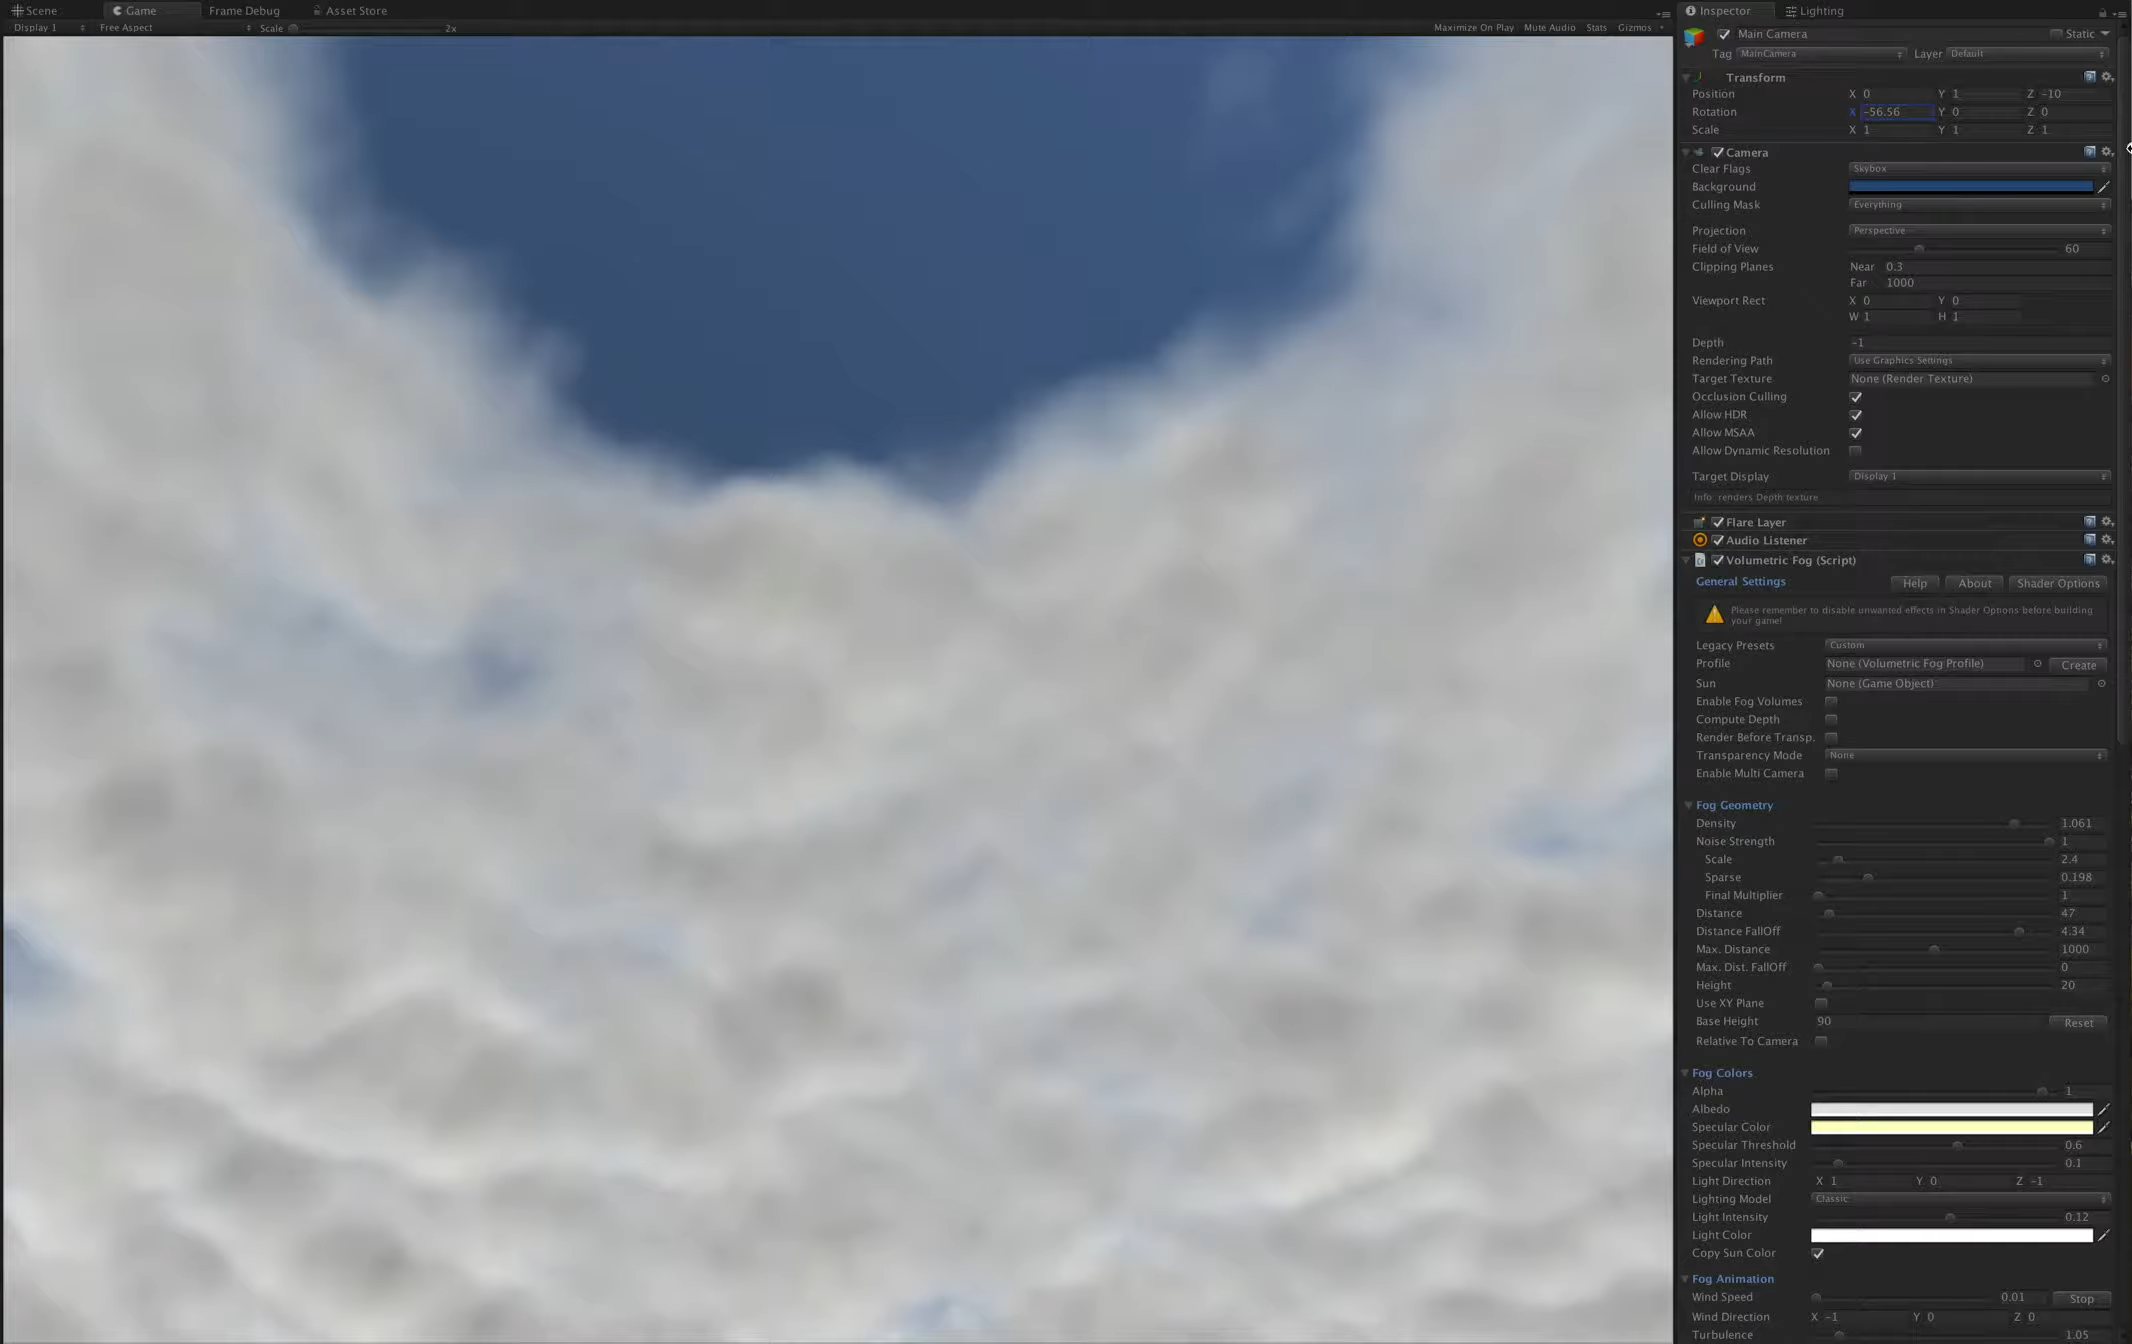 Scene Game Frame Debug Asset Store
Display 1 Free Aspect Scale 2x Maximize On Play Mute Audio Stats Gizmos
Inspector Lighting
Main Camera Static
Tag MainCamera Layer Default
Transform
Position X 0 Y 1 Z -10
Rotation X -56.56 Y 0 Z 0
Scale X 1 Y 1 Z 1
Camera
Clear Flags Skybox
Background
Culling Mask Everything
Projection Perspective
Field of View 60
Clipping Planes Near 0.3
Far 1000
Viewport Rect X 0 Y 0
W 1 H 1
Depth -1
Rendering Path Use Graphics Settings
Target Texture None (Render Texture)
Occlusion Culling
Allow HDR
Allow MSAA
Allow Dynamic Resolution
Target Display Display 1
Info: renders Depth texture
Flare Layer
Audio Listener
Volumetric Fog (Script)
General Settings Help About Shader Options
Please remember to disable unwanted effects in Shader Options before building
your game!
Legacy Presets Custom
Profile None (Volumetric Fog Profile) Create
Sun None (Game Object)
Enable Fog Volumes
Compute Depth
Render Before Transp.
Transparency Mode None
Enable Multi Camera
Fog Geometry
Density 1.061
Noise Strength 1
Scale 2.4
Sparse 0.198
Final Multiplier 1
Distance 47
Distance FallOff 4.34
Max. Distance 1000
Max. Dist. FallOff 0
Height 20
Use XY Plane
Base Height 90 Reset
Relative To Camera
Fog Colors
Alpha 1
Albedo
Specular Color
Specular Threshold 0.6
Specular Intensity 0.1
Light Direction X 1 Y 0 Z -1
Lighting Model Classic
Light Intensity 0.12
Light Color
Copy Sun Color
Fog Animation
Wind Speed 0.01 Stop
Wind Direction X -1 Y 0 Z 0
Turbulence 1.05